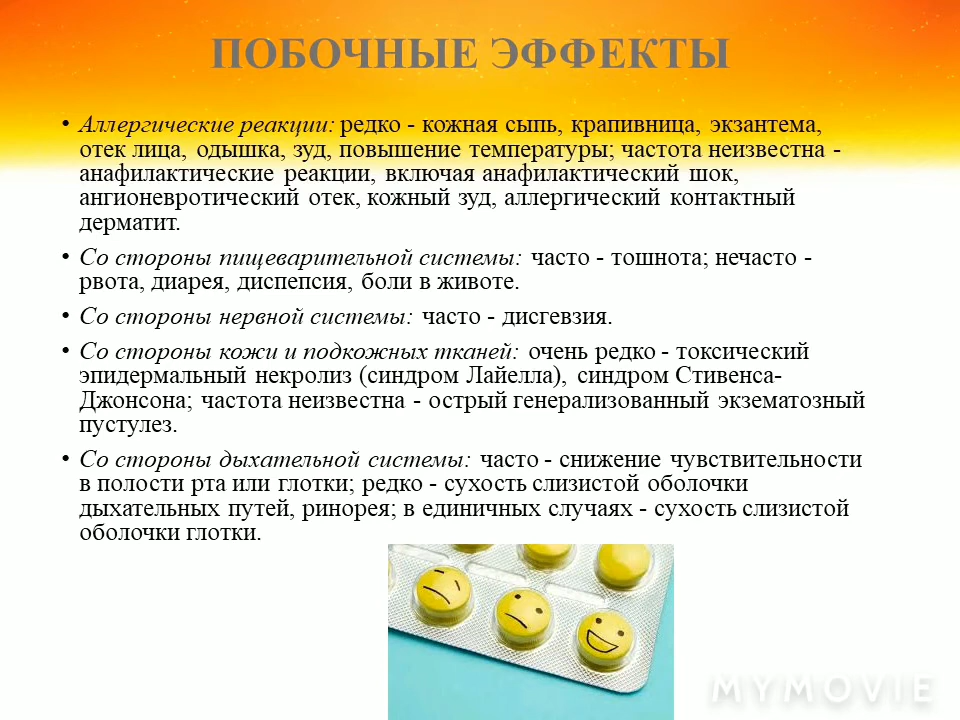 ПОБОЧНЫЕ ЭФФЕКТЫ
• Аллергические реакции: редко - кожная сыпь, крапивница, экзантема,
отек лица, одышка, зуд, повышение температуры; частота неизвестна -
анафилактические реакции, включая анафилактический шок,
ангионевротический отек, кожный зуд, аллергический контактный
дерматит.
• Со стороны пищеварительной системы: часто - тошнота; нечасто -
рвота, диарея, диспепсия, боли в животе.
• Со стороны нервной системы: часто - дисгевзия.
• Со стороны кожи и подкожных тканей: очень редко - токсический
эпидермальный некролиз (синдром Лайелла), синдром Стивенса-
Джонсона; частота неизвестна - острый генерализованный экзематозный
пустулез.
• Со стороны дыхательной системы: часто - снижение чувствительности
в полости рта или глотки; редко - сухость слизистой оболочки
дыхательных путей, ринорея; в единичных случаях - сухость слизистой
оболочки глотки.
MYMOVIE